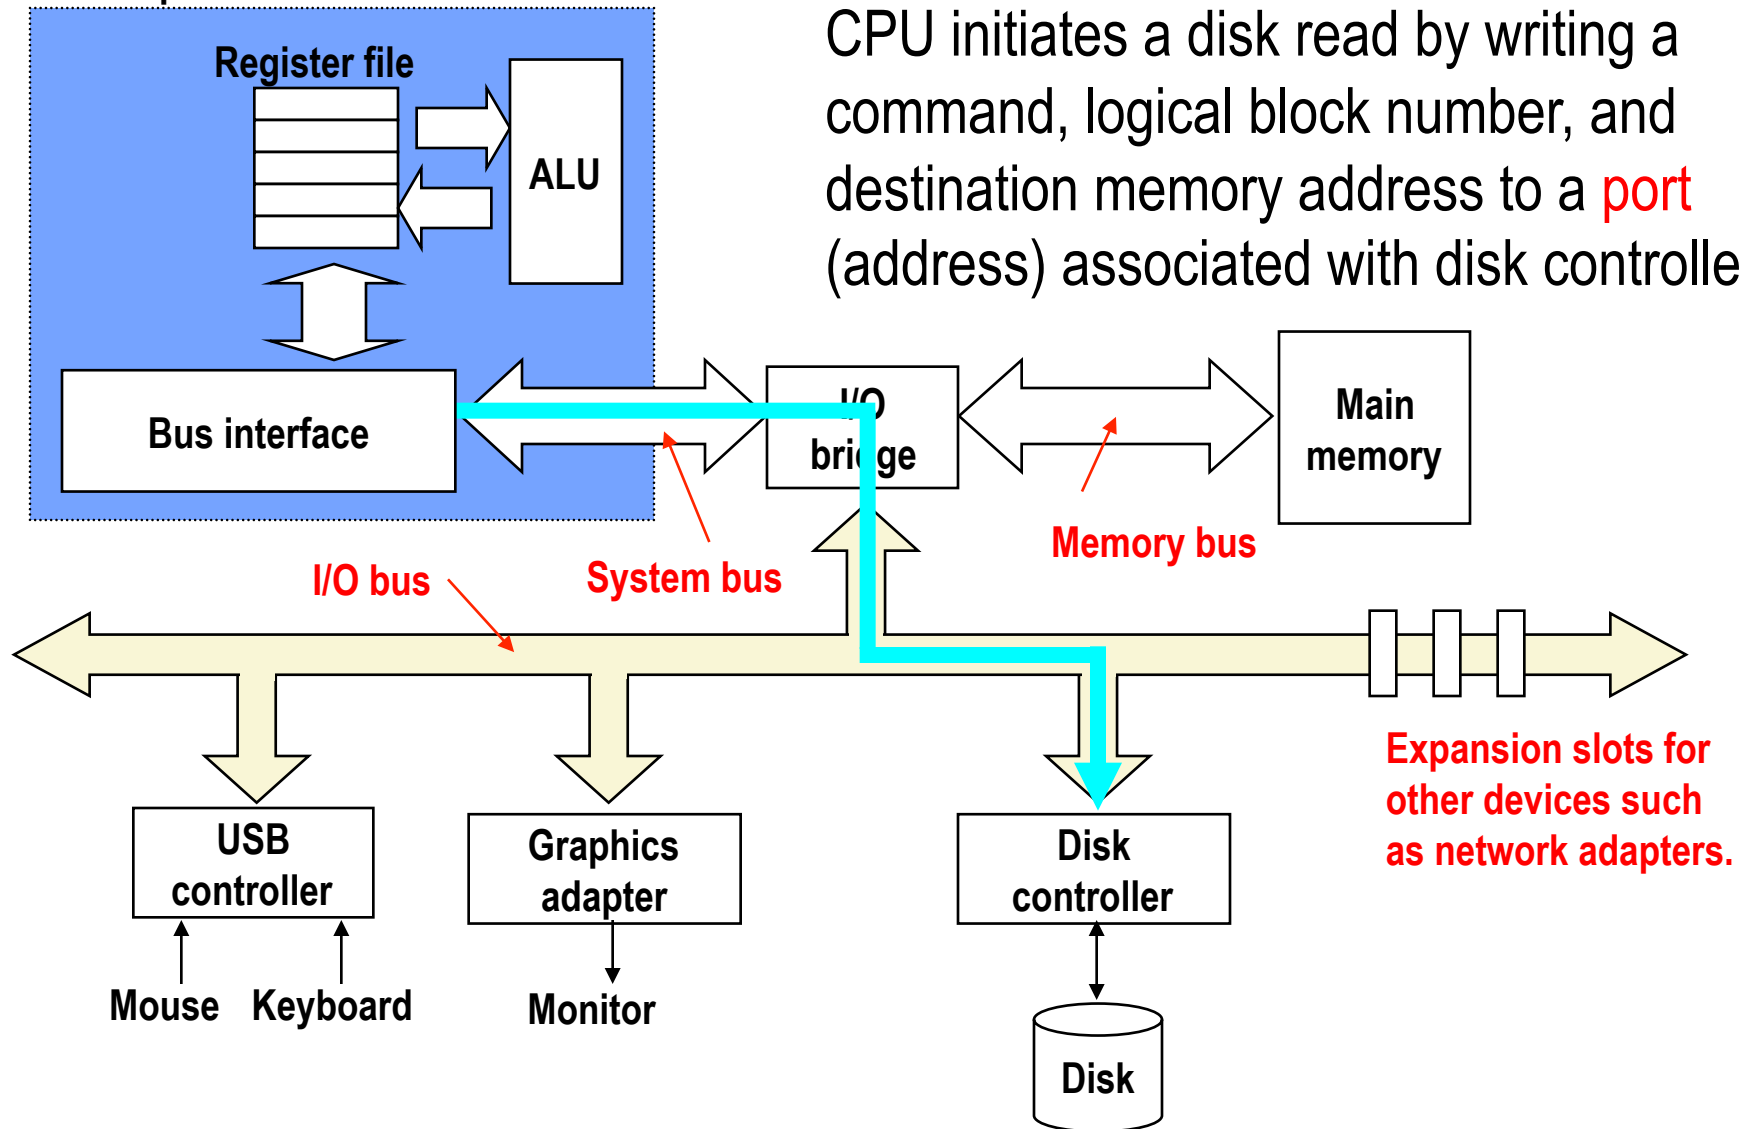 CPU initiates a disk read by writing a
command, logical block number, and
destination memory address to a port
(address) associated with disk controlle
Register file
ALU
Bus interface
I/O
bridge
Main
memory
I/O bus
System bus
Memory bus
Expansion slots for
other devices such
as network adapters.
USB
controller
Graphics
adapter
Disk
controller
Mouse
Keyboard
Monitor
Disk